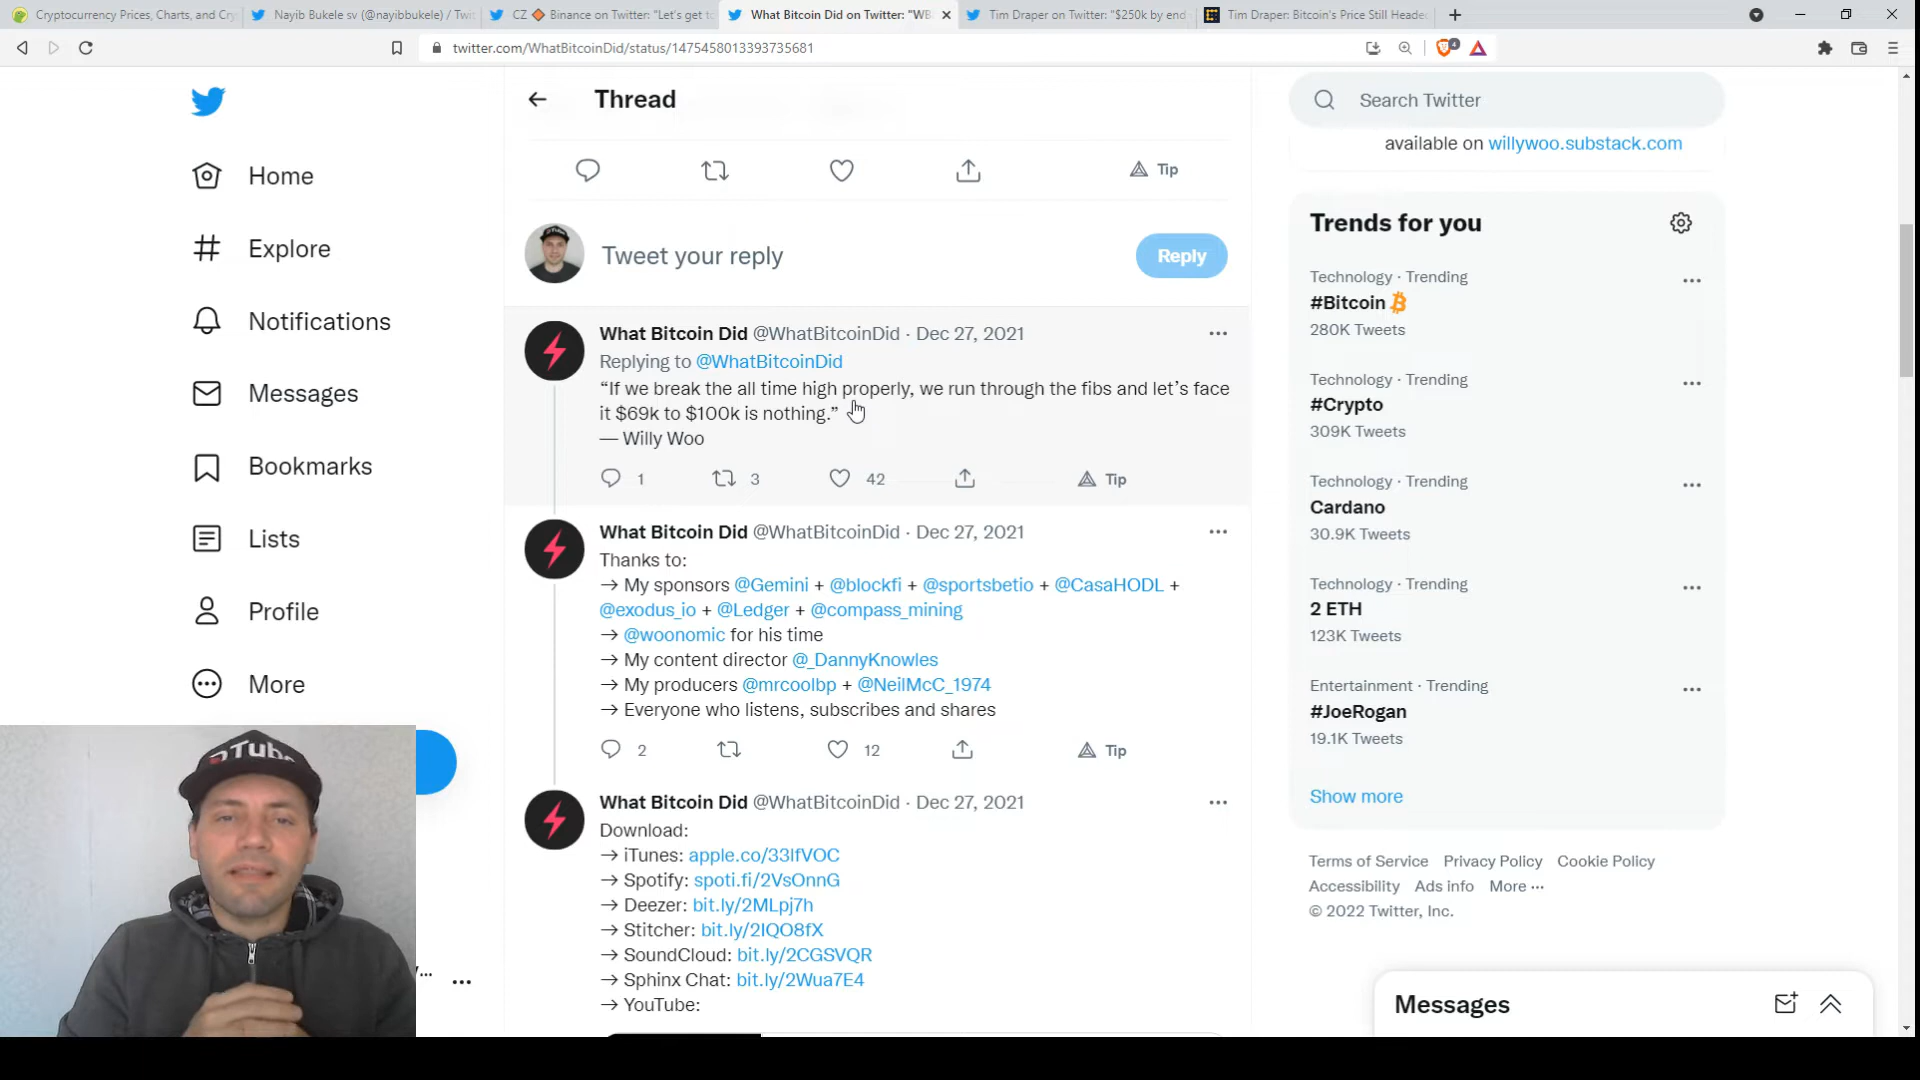 Cryptocurrency Prices, Charts, and Cry
Nayib Bukele sv (@nayibbukele) / Twi
CZ 🔶 Binance on Twitter: "Let's get t
What Bitcoin Did on Twitter: "WB
Tim Draper on Twitter: "$250k by end
Tim Draper: Bitcoin's Price Still Heade
twitter.com/WhatBitcoinDid/status/1475458013393735681
4
Home
Explore
Notifications
Messages
Bookmarks
Lists
Profile
More
Thread
Tip
Tweet your reply
Reply
What Bitcoin Did @WhatBitcoinDid · Dec 27, 2021
Replying to @WhatBitcoinDid
“If we break the all time high properly, we run through the fibs and let’s face
it $69k to $100k is nothing.”
— Willy Woo
1 3 42 Tip
What Bitcoin Did @WhatBitcoinDid · Dec 27, 2021
Thanks to:
→ My sponsors @Gemini + @blockfi + @sportsbetio + @CasaHODL +
@exodus_io + @Ledger + @compass_mining
→ @woonomic for his time
→ My content director @_DannyKnowles
→ My producers @mrcoolbp + @NeilMcC_1974
→ Everyone who listens, subscribes and shares
2 12 Tip
What Bitcoin Did @WhatBitcoinDid · Dec 27, 2021
Download:
→ iTunes: apple.co/33lfVOC
→ Spotify: spoti.fi/2VsOnnG
→ Deezer: bit.ly/2MLpj7h
→ Stitcher: bit.ly/2IQO8fX
→ SoundCloud: bit.ly/2CGSVQR
→ Sphinx Chat: bit.ly/2Wua7E4
→ YouTube:
Search Twitter
available on willywoo.substack.com
Trends for you
Technology · Trending
#Bitcoin
280K Tweets
Technology · Trending
#Crypto
309K Tweets
Technology · Trending
Cardano
30.9K Tweets
Technology · Trending
2 ETH
123K Tweets
Entertainment · Trending
#JoeRogan
19.1K Tweets
Show more
Terms of Service Privacy Policy Cookie Policy
Accessibility Ads info More ···
© 2022 Twitter, Inc.
Messages